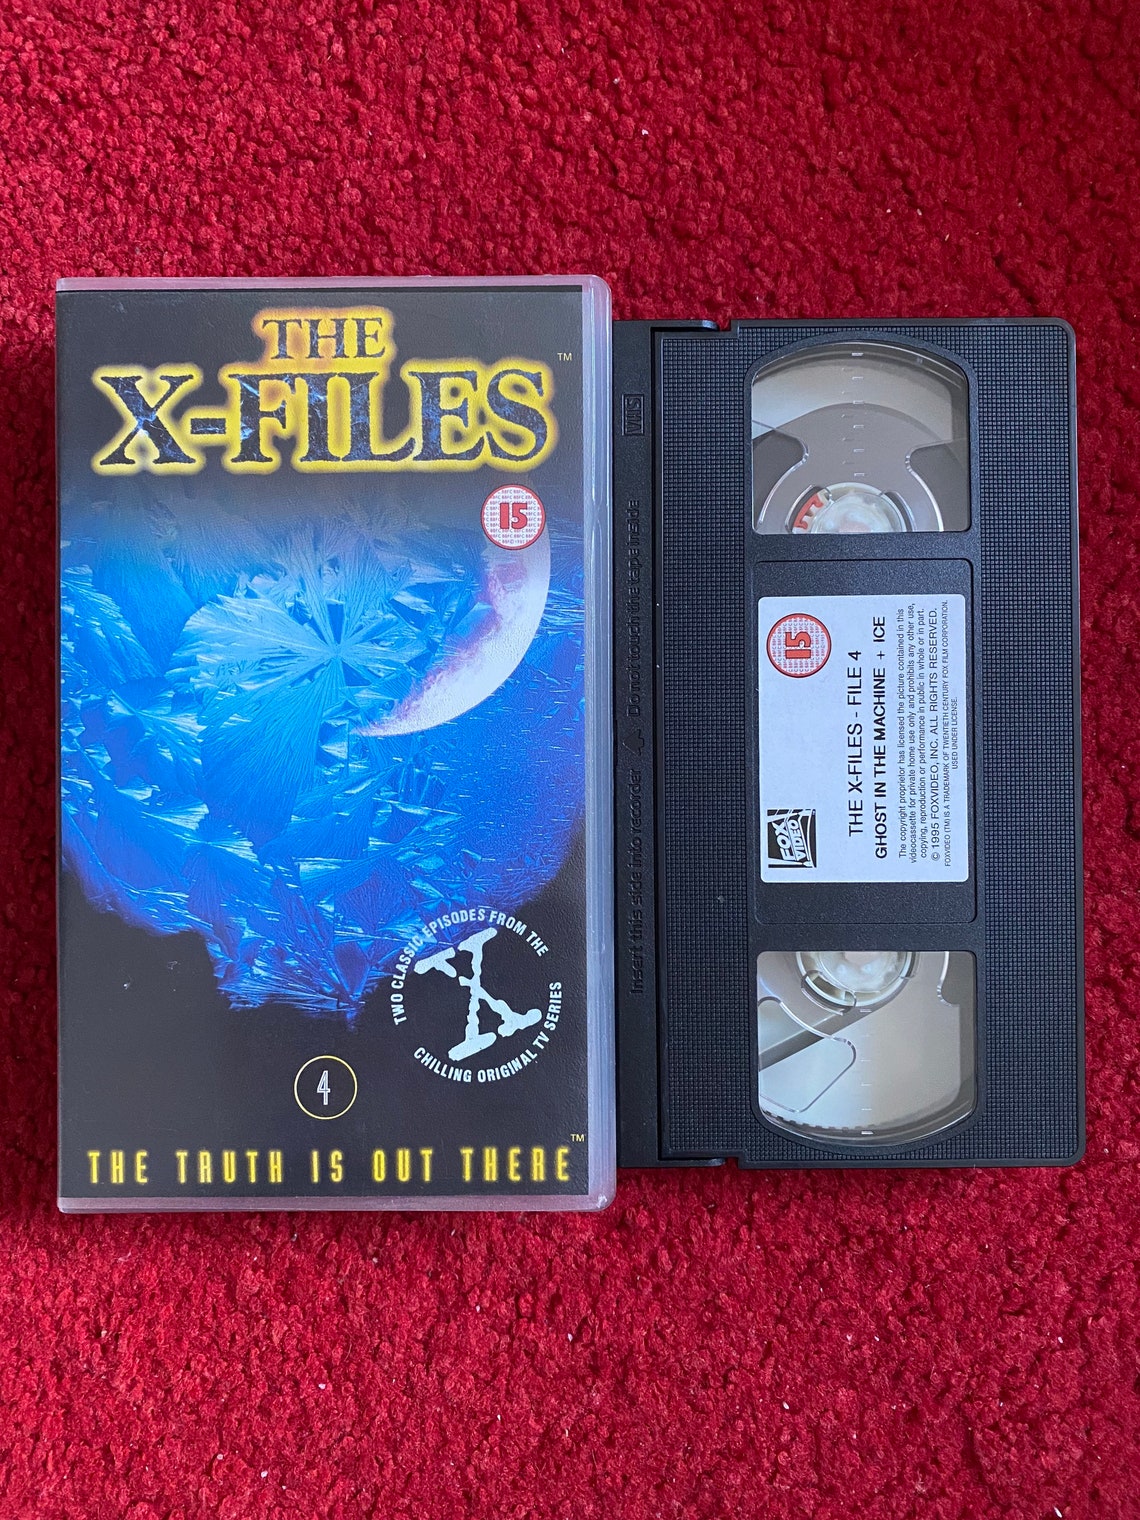 THE
X-FILES
TM
15
TWO CLASSIC EPISODES FROM THE
X
CHILLING ORIGINAL TV SERIES
4
THE TRUTH IS OUT THERE
TM
VHS
Do not touch the tape inside
Insert this side into recorder
15
FOX
VIDEO
THE X-FILES - FILE 4
GHOST IN THE MACHINE + ICE
The copyright proprietor has licensed the picture contained in this
videocassette for private home use only and prohibits any other use,
copying, reproduction or performance in public in whole or in part.
© 1995 FOXVIDEO, INC. ALL RIGHTS RESERVED.
FOXVIDEO (TM) IS A TRADEMARK OF TWENTIETH CENTURY FOX FILM CORPORATION.
USED UNDER LICENSE.